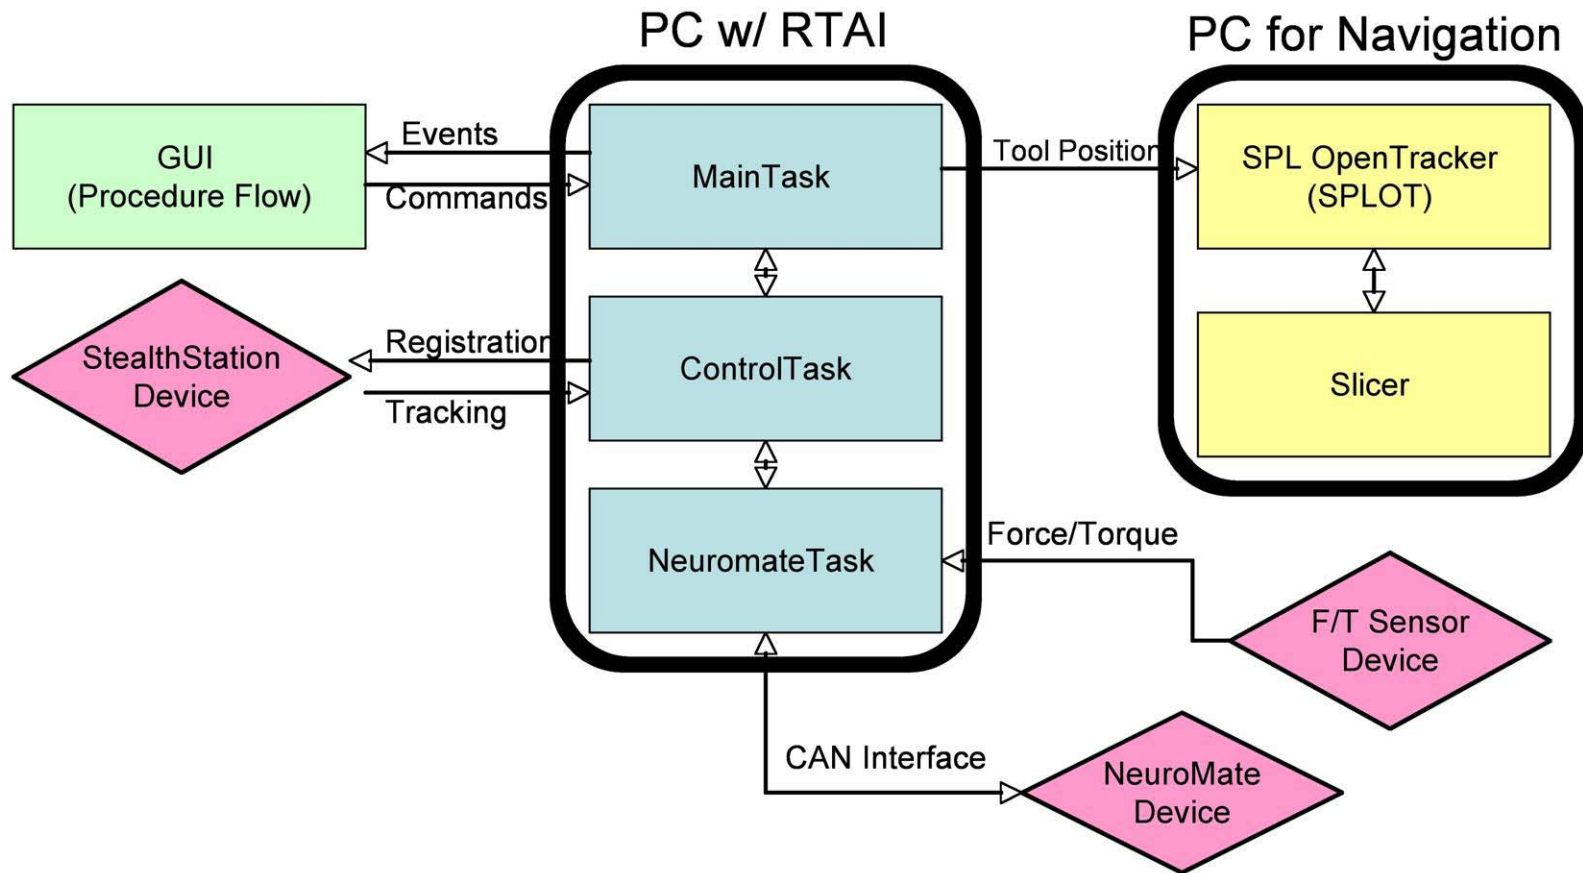 PC w/ RTAI
PC for Navigation
GUI
(Procedure Flow)
Events
Commands
MainTask
Tool Position
SPL OpenTracker
(SPLOT)
StealthStation
Device
Registration
Tracking
ControlTask
Slicer
NeuromateTask
Force/Torque
F/T Sensor
Device
CAN Interface
NeuroMate
Device